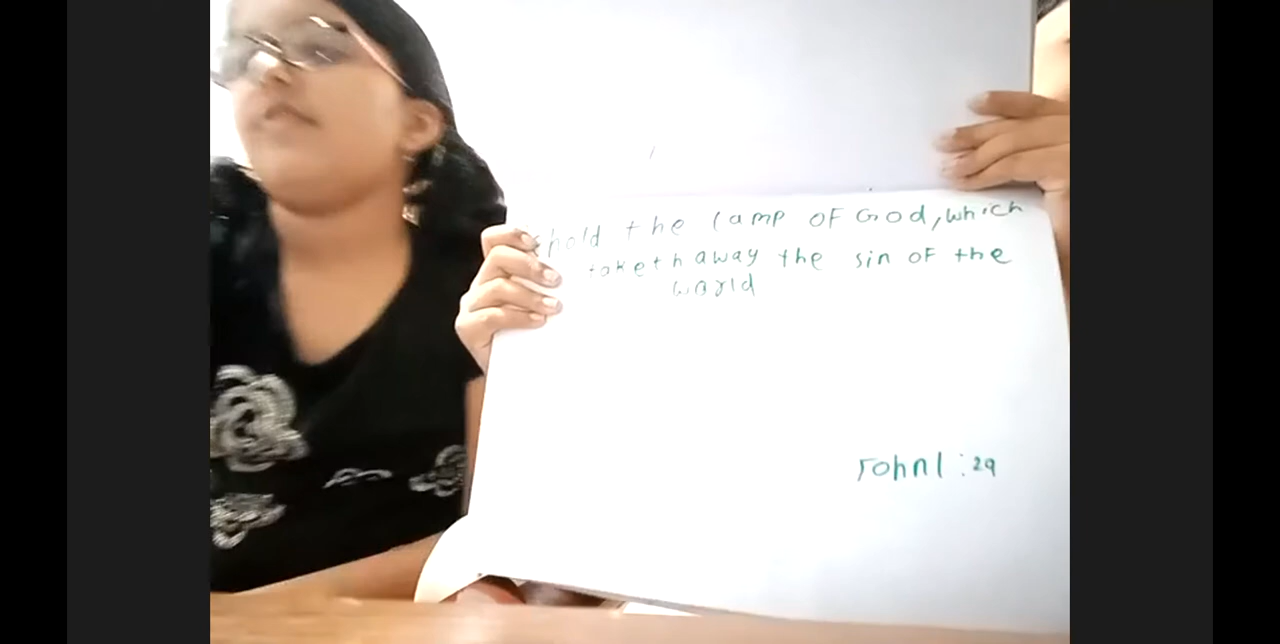 ehold the lamp of God, which
taketh away the sin of the
world
John1:29